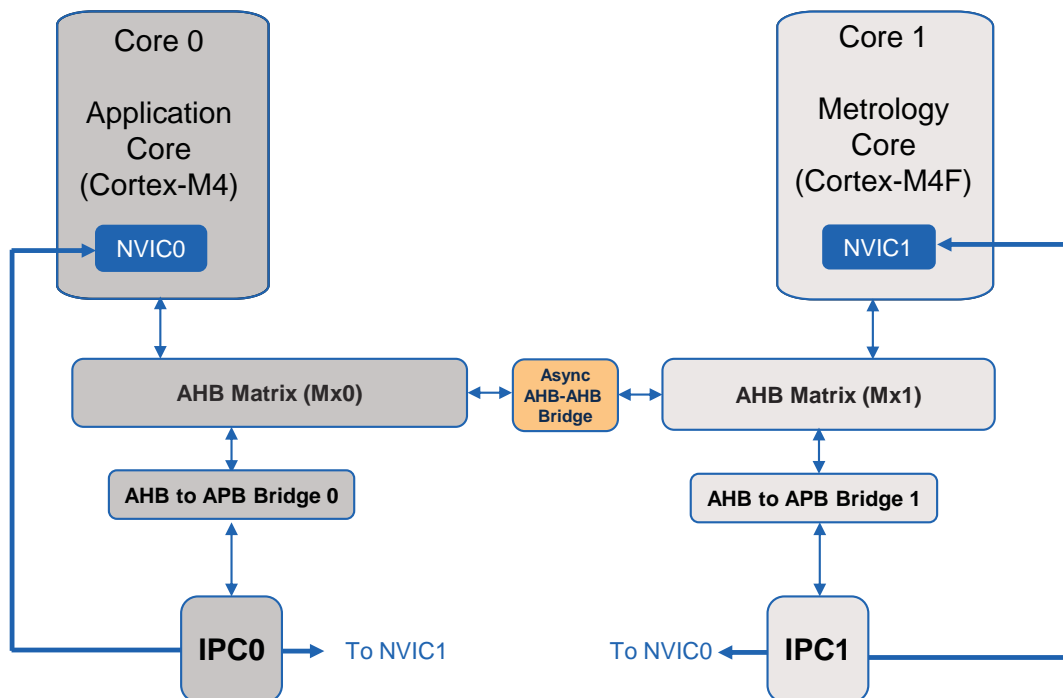 Core 0
Application
Core
(Cortex-M4)
NVIC0
Core 1
Metrology
Core
(Cortex-M4F)
NVIC1
AHB Matrix (Mx0)
Async
AHB-AHB
Bridge
AHB Matrix (Mx1)
AHB to APB Bridge 0
AHB to APB Bridge 1
IPC0
To NVIC1
To NVIC0
IPC1